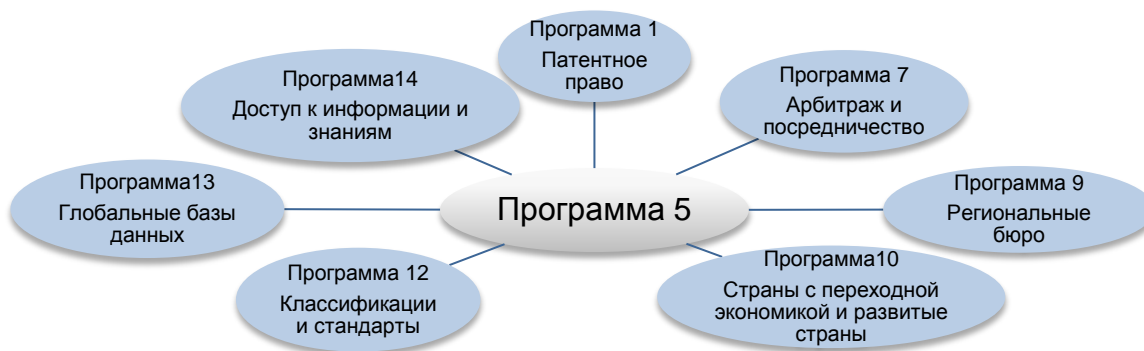 Программа 1
Патентное
право
Программа 7
Арбитраж и
посредничество
Программа 9
Региональные
бюро
Программа10
Страны с переходной
экономикой и развитые
страны
Программа 12
Классификации
и стандарты
Программа13
Глобальные базы
данных
Программа14
Доступ к информации и
знаниям
Программа 5